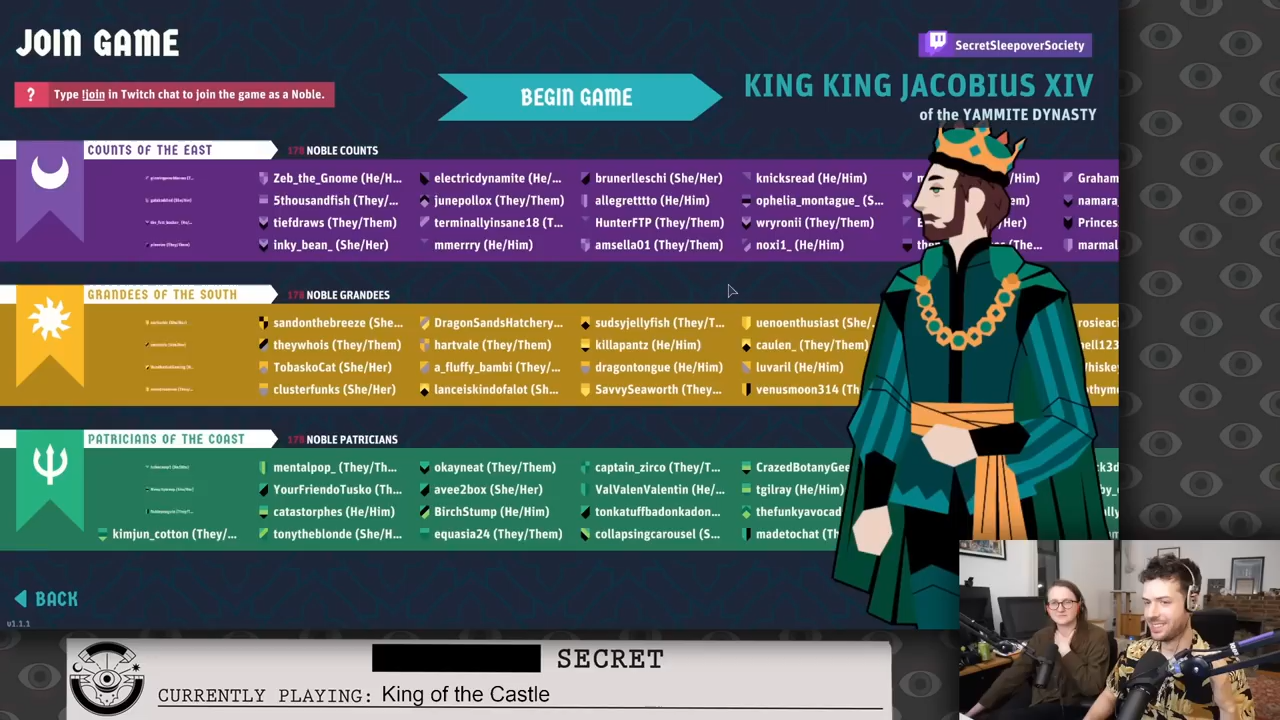 JOIN GAME
SecretSleepoverSociety
? Type !join in Twitch chat to join the game as a Noble.
BEGIN GAME
KING KING JACOBIUS XIV
of the YAMMITE DYNASTY
COUNTS OF THE EAST
178 NOBLE COUNTS
Zeb_the_Gnome (He/H... electricdynamite (He/... brunerlleschi (She/Her) knicksread (He/Him) Graham
5thousandfish (They/... junepollox (They/Them) allegrettto (He/Him) ophelia_montague_ (S... namara
tiefdraws (They/Them) terminallyinsane18 (T... HunterFTP (They/Them) wryronii (They/Them) Princes
inky_bean_ (She/Her) mmerrry (He/Him) amsella01 (They/Them) noxi1_ (He/Him) marmal
GRANDEES OF THE SOUTH
178 NOBLE GRANDEES
sandonthebreeze (She... DragonSandsHatchery... sudsyjellyfish (They/T... uenoenthusiast (She/ rosieac
theywhois (They/Them) hartvale (They/Them) killapantz (He/Him) caulen_ (They/Them) nell123
TobaskoCat (She/Her) a_fluffy_bambi (They/... dragontongue (He/Him) luvaril (He/Him)
clusterfunks (She/Her) lanceiskindofalot (Sh... SavvySeaworth (They... venusmoon314 (Th
PATRICIANS OF THE COAST
178 NOBLE PATRICIANS
mentalpop_ (They/Th... okayneat (They/Them) captain_zirco (They/T... CrazedBotanyGee
YourFriendoTusko (Th... avee2box (She/Her) ValValenValentin (He/... tgilray (He/Him)
catastorphes (He/Him) BirchStump (He/Him) tonkatuffbadonkadon... thefunkyavocad
kimjun_cotton (They/... tonytheblonde (She/H... equasia24 (They/Them) collapsingcarousel (S... madetochat (Th
BACK
v1.1.1
SECRET
CURRENTLY PLAYING: King of the Castle